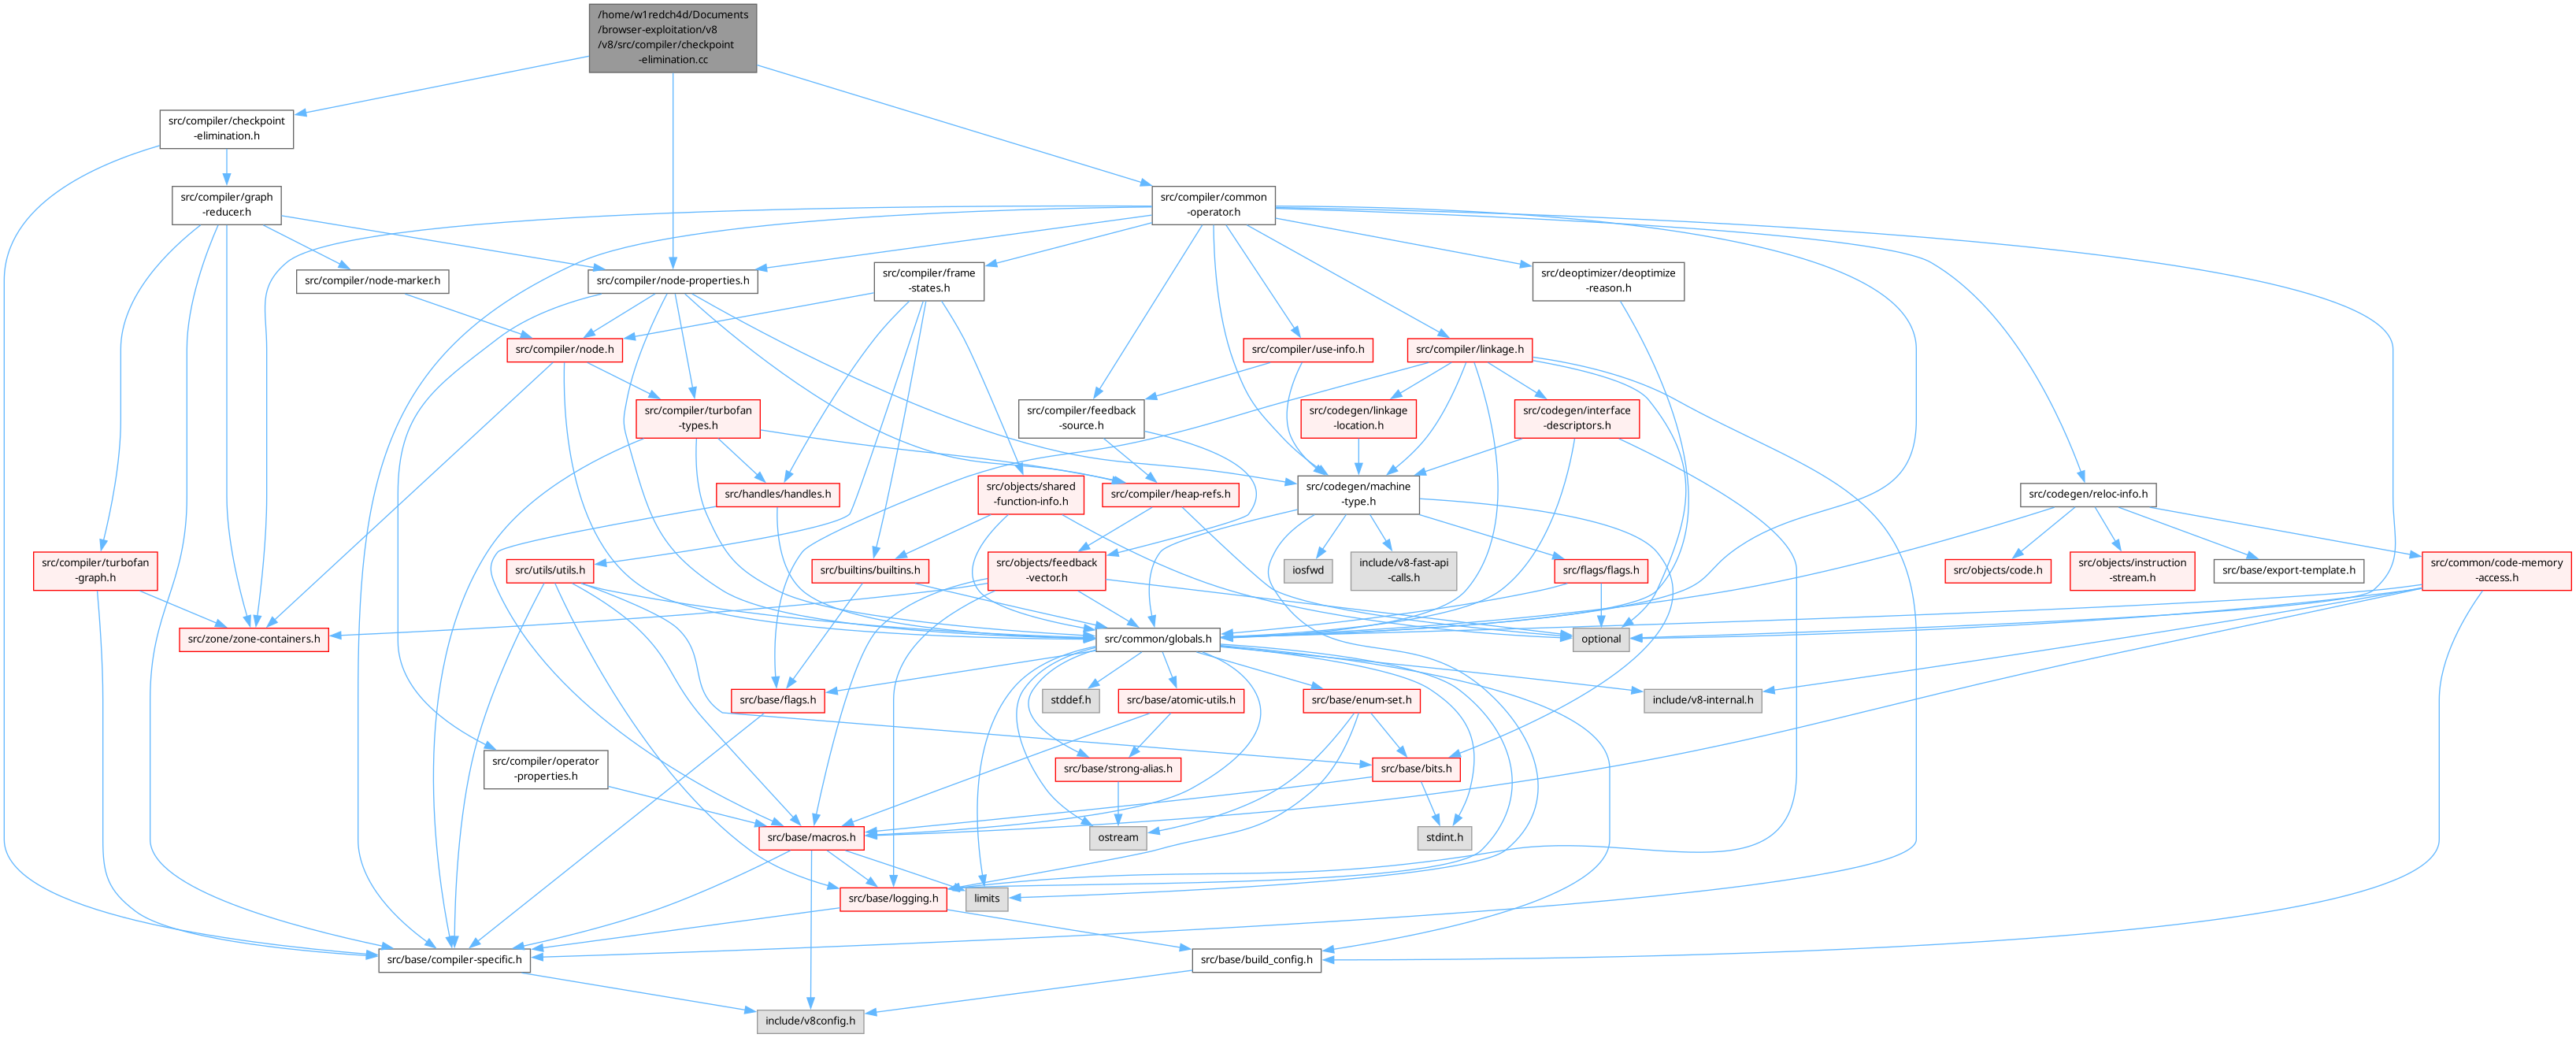 /home/w1redch4d/Documents
/browser-exploitation/v8
/v8/src/compiler/checkpoint
-elimination.cc
src/compiler/checkpoint
-elimination.h
src/compiler/graph
-reducer.h
src/compiler/common
-operator.h
src/compiler/node-marker.h
src/compiler/node-properties.h
src/compiler/frame
-states.h
src/deoptimizer/deoptimize
-reason.h
src/compiler/node.h
src/compiler/use-info.h
src/compiler/linkage.h
src/compiler/turbofan
-types.h
src/compiler/feedback
-source.h
src/codegen/linkage
-location.h
src/codegen/interface
-descriptors.h
src/handles/handles.h
src/objects/shared
-function-info.h
src/compiler/heap-refs.h
src/codegen/machine
-type.h
src/codegen/reloc-info.h
src/compiler/turbofan
-graph.h
src/utils/utils.h
src/builtins/builtins.h
src/objects/feedback
-vector.h
iosfwd
include/v8-fast-api
-calls.h
src/flags/flags.h
src/objects/code.h
src/objects/instruction
-stream.h
src/base/export-template.h
src/common/code-memory
-access.h
src/zone/zone-containers.h
src/common/globals.h
optional
src/base/flags.h
stddef.h
src/base/atomic-utils.h
src/base/enum-set.h
include/v8-internal.h
src/compiler/operator
-properties.h
src/base/strong-alias.h
src/base/bits.h
src/base/macros.h
ostream
stdint.h
src/base/logging.h
limits
src/base/compiler-specific.h
src/base/build_config.h
include/v8config.h